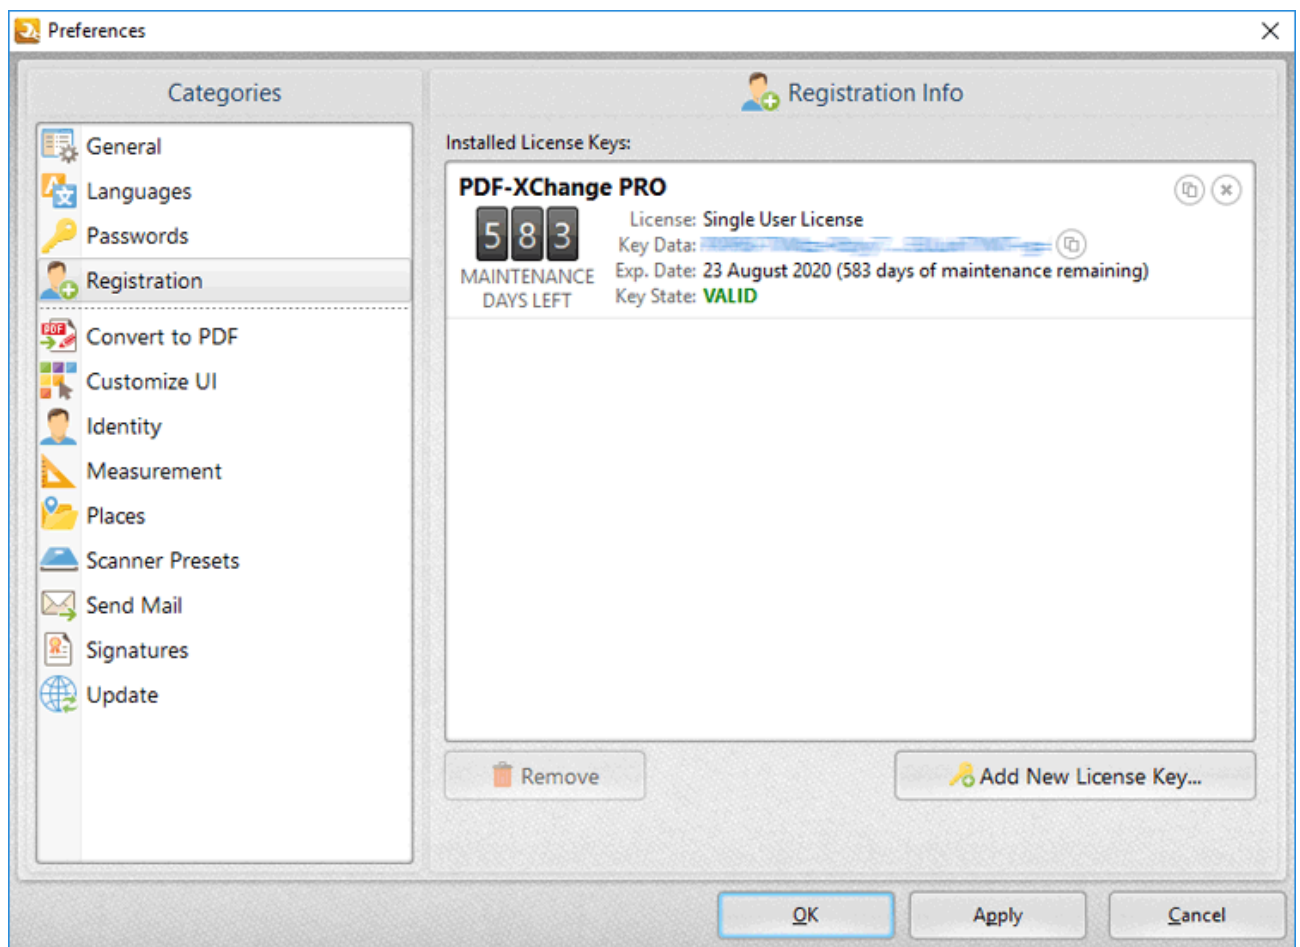 Preferences
Categories
General
Languages
Passwords
Registration
Convert to PDF
Customize UI
Identity
Measurement
Places
Scanner Presets
Send Mail
Signatures
Update
Registration Info
Installed License Keys:
PDF-XChange PRO
583
MAINTENANCE
DAYS LEFT
License: Single User License
Key Data:
Exp. Date: 23 August 2020 (583 days of maintenance remaining)
Key State: VALID
Remove
Add New License Key...
OK
Apply
Cancel